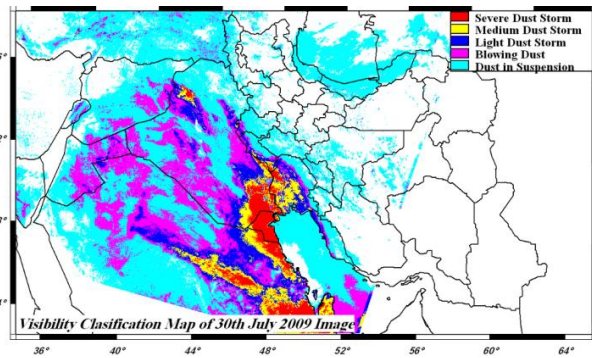 Severe Dust Storm
Medium Dust Storm
Light Dust Storm
Blowing Dust
Dust in Suspension
Visibility Clasification Map of 30th July 2009 Image
36° 40° 44° 48° 52° 56° 60° 64°